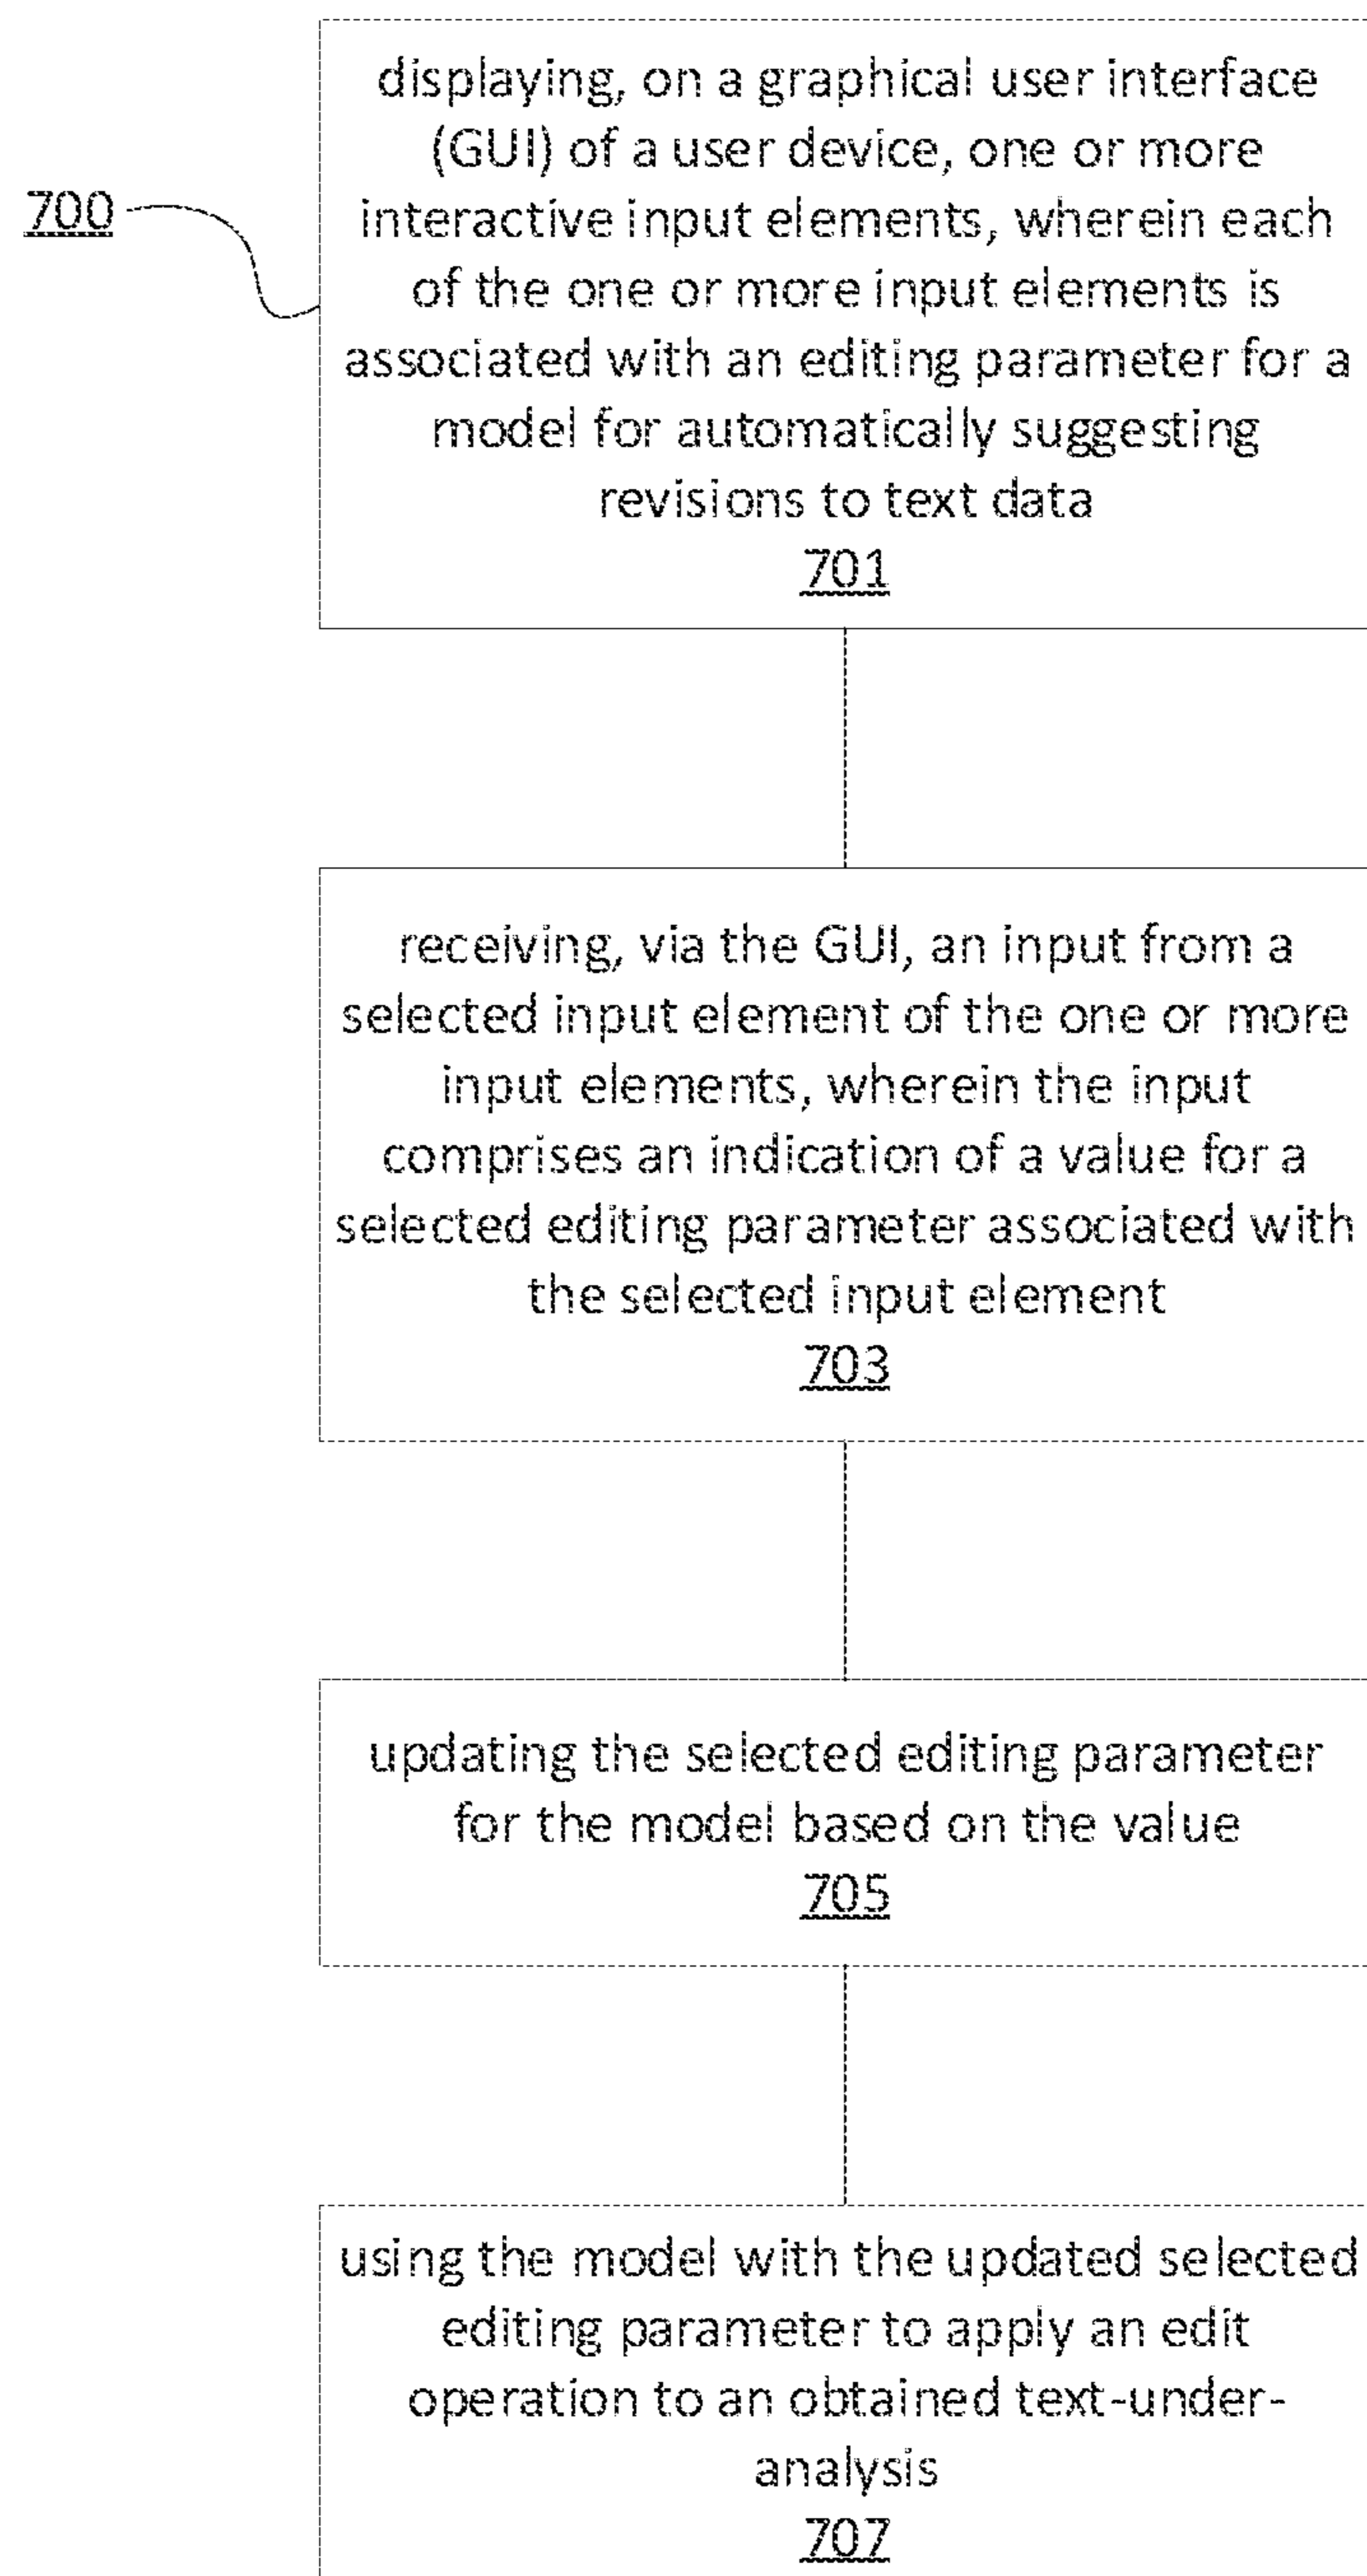 displaying, on a graphical user interface
(GUI) of a user device, one or more
700
interactive input elements, wherein each
of the one or more input elements is
associated with an editing parameter for a
model for automatically suggesting
revisions to text data
701
receiving, via the GUI, an input from a
selected input element of the one or more
input elements, wherein the input
comprises an indication of a value for a
selected editing parameter associated with
the selected input element
703
updating the selected editing parameter
for the model based on the value
705
using the model with the updated selected
editing parameter to apply an edit
operation to an obtained text-under-
analysis
707